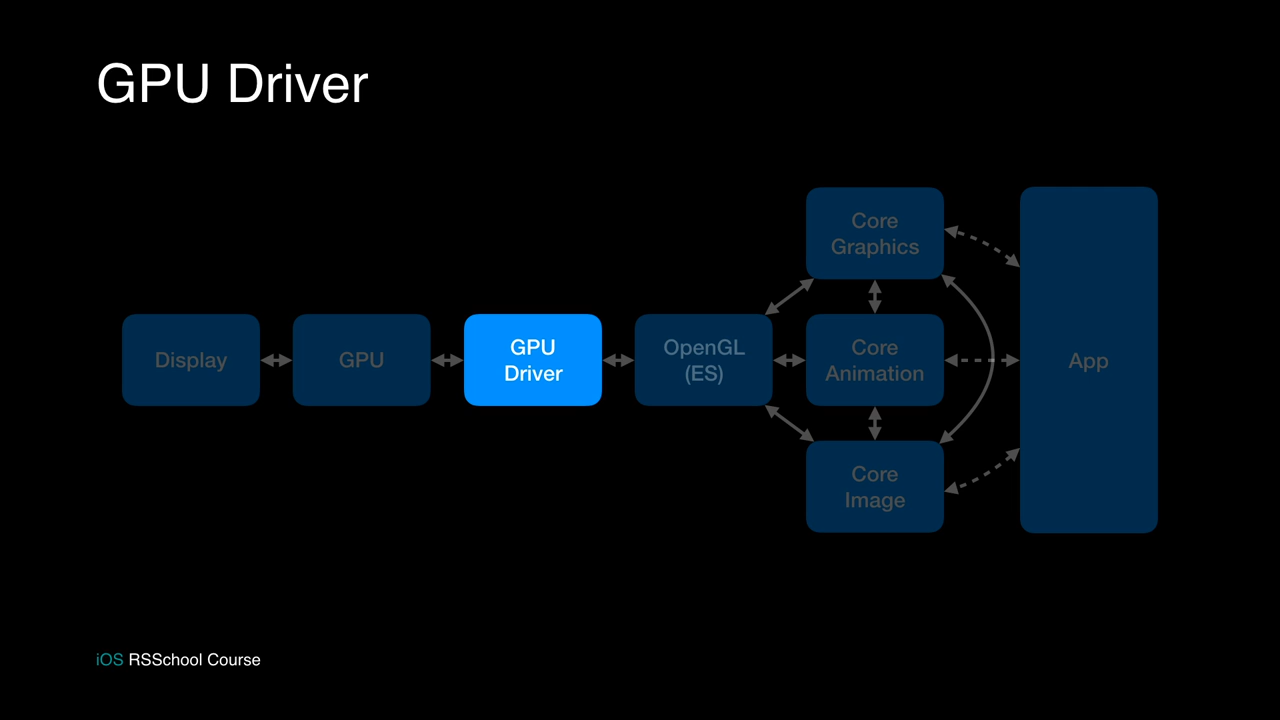 GPU Driver
Core
Graphics
Display
GPU
GPU
Driver
OpenGL
(ES)
Core
Animation
App
Core
Image
iOS RSSchool Course